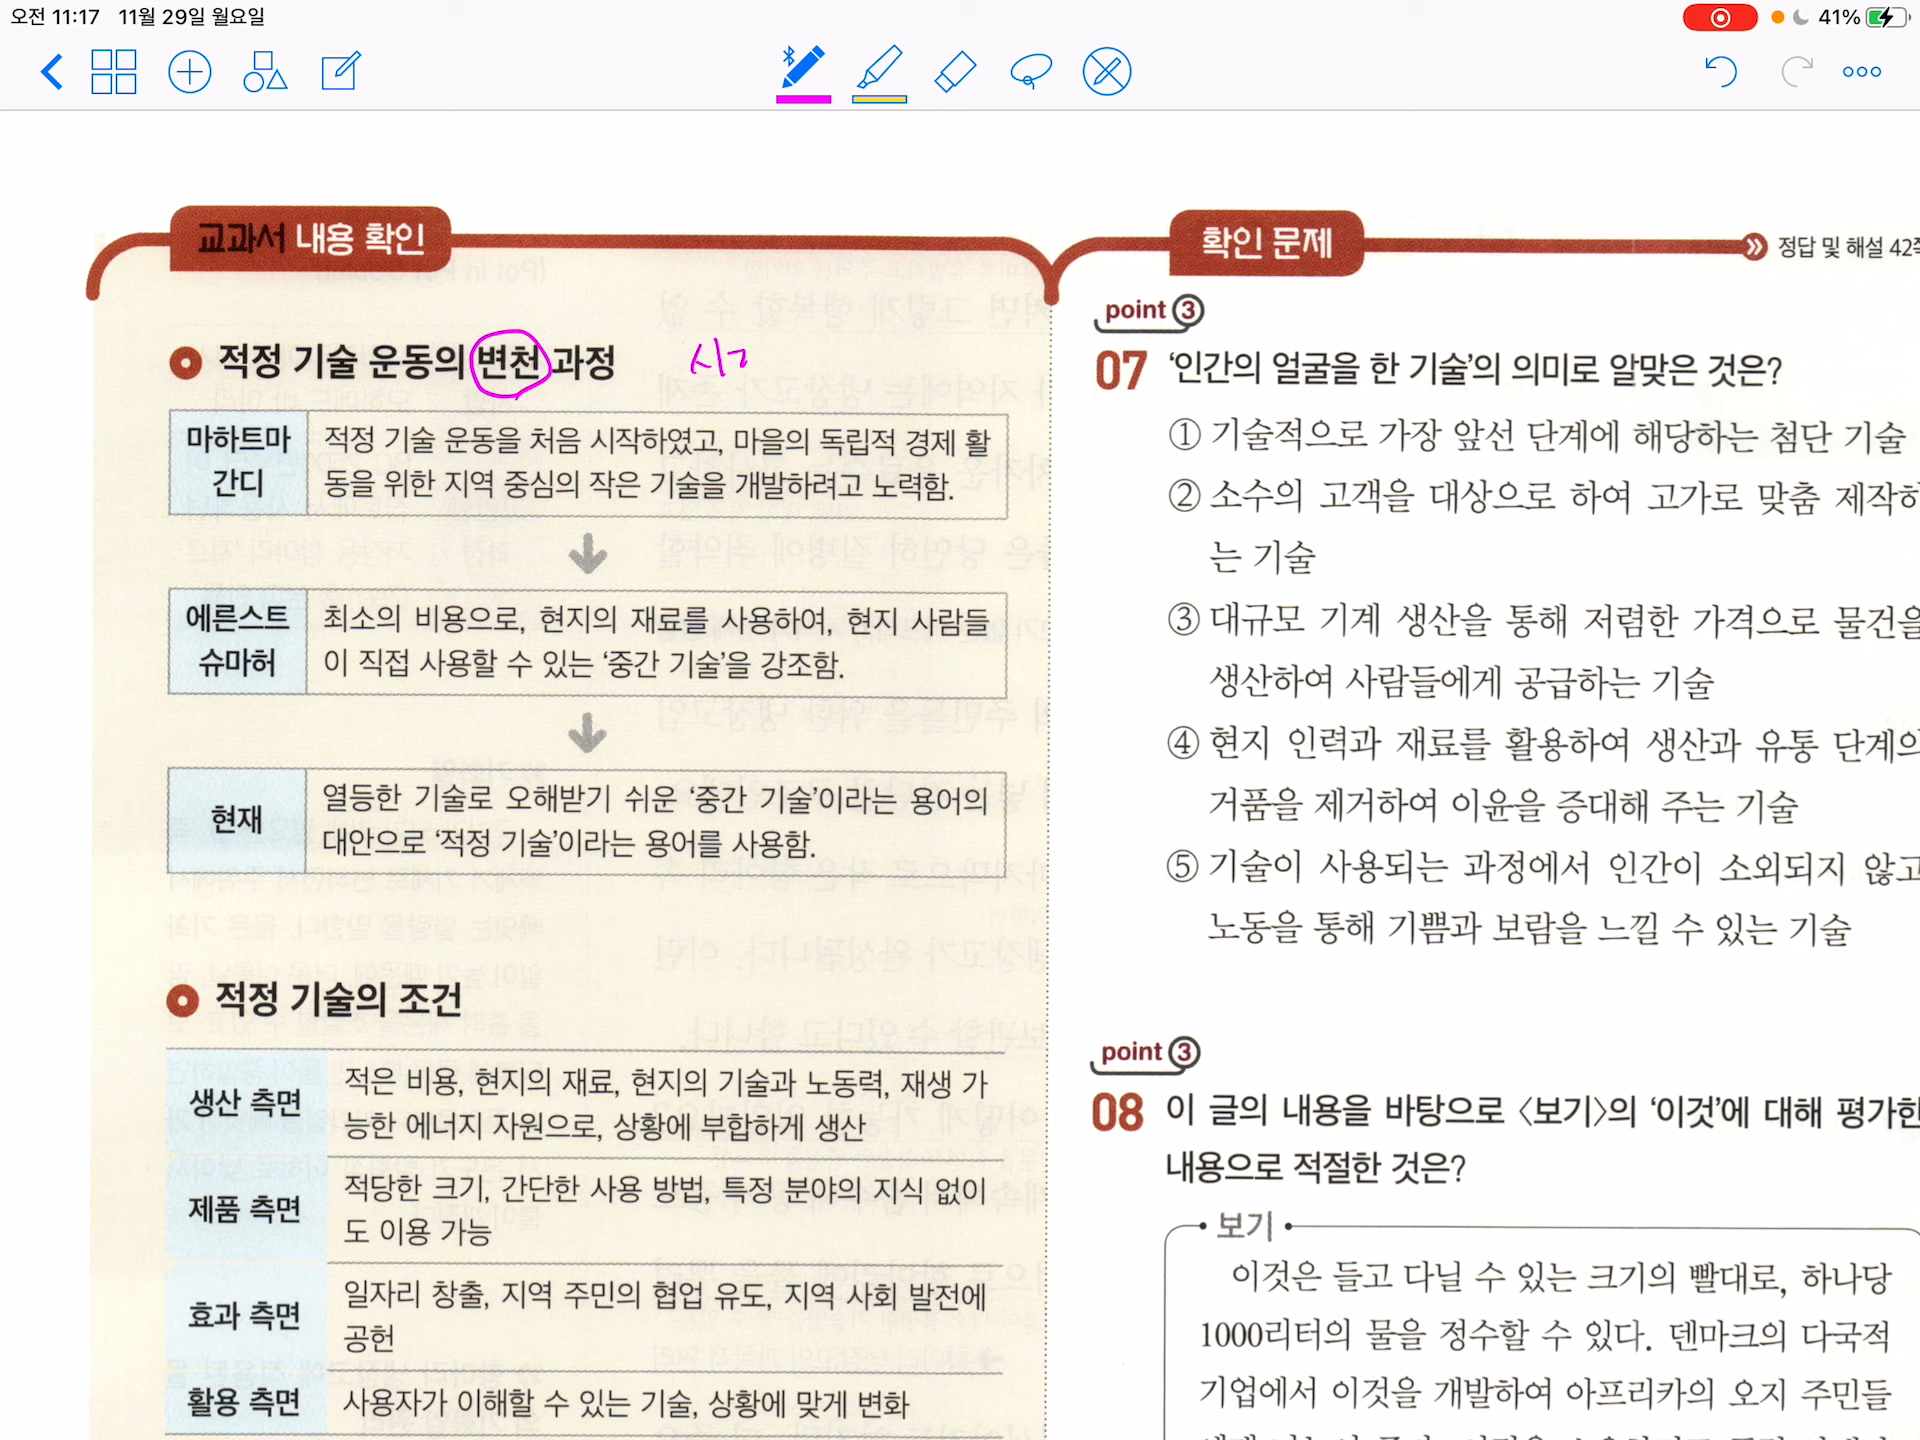 오전 11:17 11월 29일 월요일
41%
교과서 내용 확인
적정 기술 운동의 변천 과정
마하트마 간디
적정 기술 운동을 처음 시작하였고, 마을의 독립적 경제 활
동을 위한 지역 중심의 작은 기술을 개발하려고 노력함.
에른스트 슈마허
최소의 비용으로, 현지의 재료를 사용하여, 현지 사람들
이 직접 사용할 수 있는 ‘중간 기술’을 강조함.
현재
열등한 기술로 오해받기 쉬운 ‘중간 기술’이라는 용어의
대안으로 ‘적정 기술’이라는 용어를 사용함.
적정 기술의 조건
생산 측면
적은 비용, 현지의 재료, 현지의 기술과 노동력, 재생 가
능한 에너지 자원으로, 상황에 부합하게 생산
제품 측면
적당한 크기, 간단한 사용 방법, 특정 분야의 지식 없이
도 이용 가능
효과 측면
일자리 창출, 지역 주민의 협업 유도, 지역 사회 발전에
공헌
활용 측면
사용자가 이해할 수 있는 기술, 상황에 맞게 변화
확인 문제
정답 및 해설 42쪽
point 3
07 ‘인간의 얼굴을 한 기술’의 의미로 알맞은 것은?
① 기술적으로 가장 앞선 단계에 해당하는 첨단 기술
② 소수의 고객을 대상으로 하여 고가로 맞춤 제작하
는 기술
③ 대규모 기계 생산을 통해 저렴한 가격으로 물건을
생산하여 사람들에게 공급하는 기술
④ 현지 인력과 재료를 활용하여 생산과 유통 단계의
거품을 제거하여 이윤을 증대해 주는 기술
⑤ 기술이 사용되는 과정에서 인간이 소외되지 않고
노동을 통해 기쁨과 보람을 느낄 수 있는 기술
point 3
08 이 글의 내용을 바탕으로 〈보기〉의 ‘이것’에 대해 평가한
내용으로 적절한 것은?
보기
이것은 들고 다닐 수 있는 크기의 빨대로, 하나당
1000리터의 물을 정수할 수 있다. 덴마크의 다국적
기업에서 이것을 개발하여 아프리카의 오지 주민들